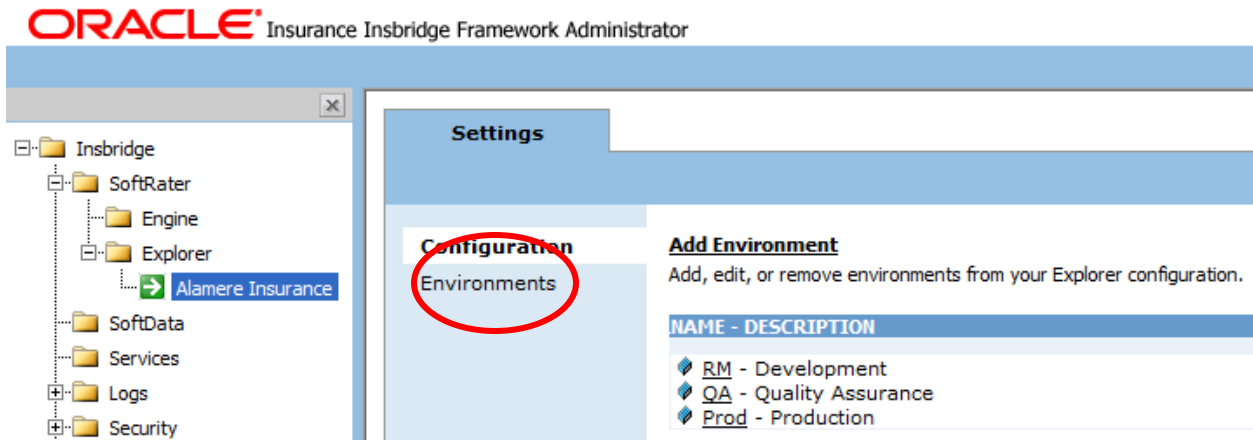 ORACLE Insurance Insbridge Framework Administrator
Insbridge
SoftRater
Engine
Explorer
Alamere Insurance
SoftData
Services
Logs
Security
Settings
Configuration
Environments
Add Environment
Add, edit, or remove environments from your Explorer configuration.
NAME - DESCRIPTION
RM - Development
QA - Quality Assurance
Prod - Production